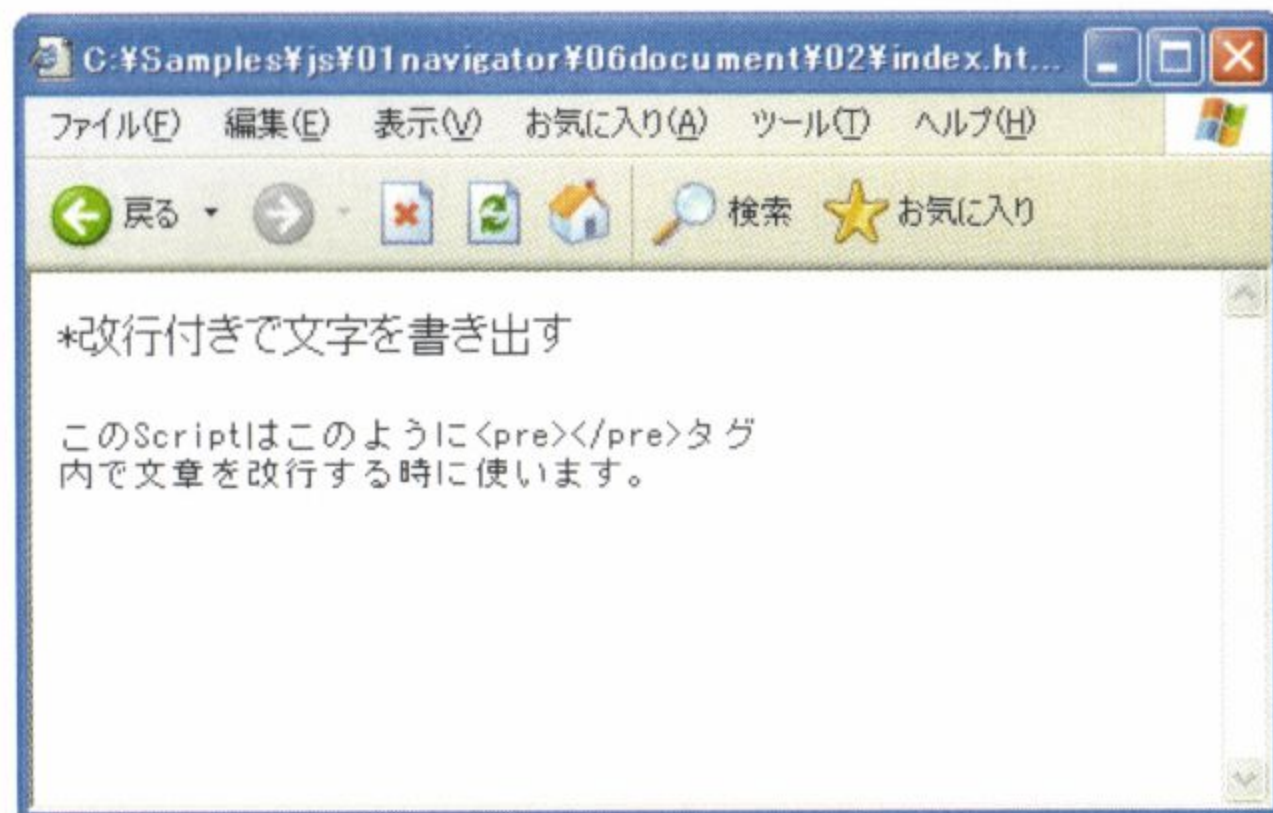 C:¥Samples¥js¥01navigator¥06document¥02¥index.ht...
ファイル(F) 編集(E) 表示(V) お気に入り(A) ツール(T) ヘルプ(H)
戻る 検索 お気に入り
*改行付きで文字を書き出す
このScriptはこのように<pre></pre>タグ
内で文章を改行する時に使います。